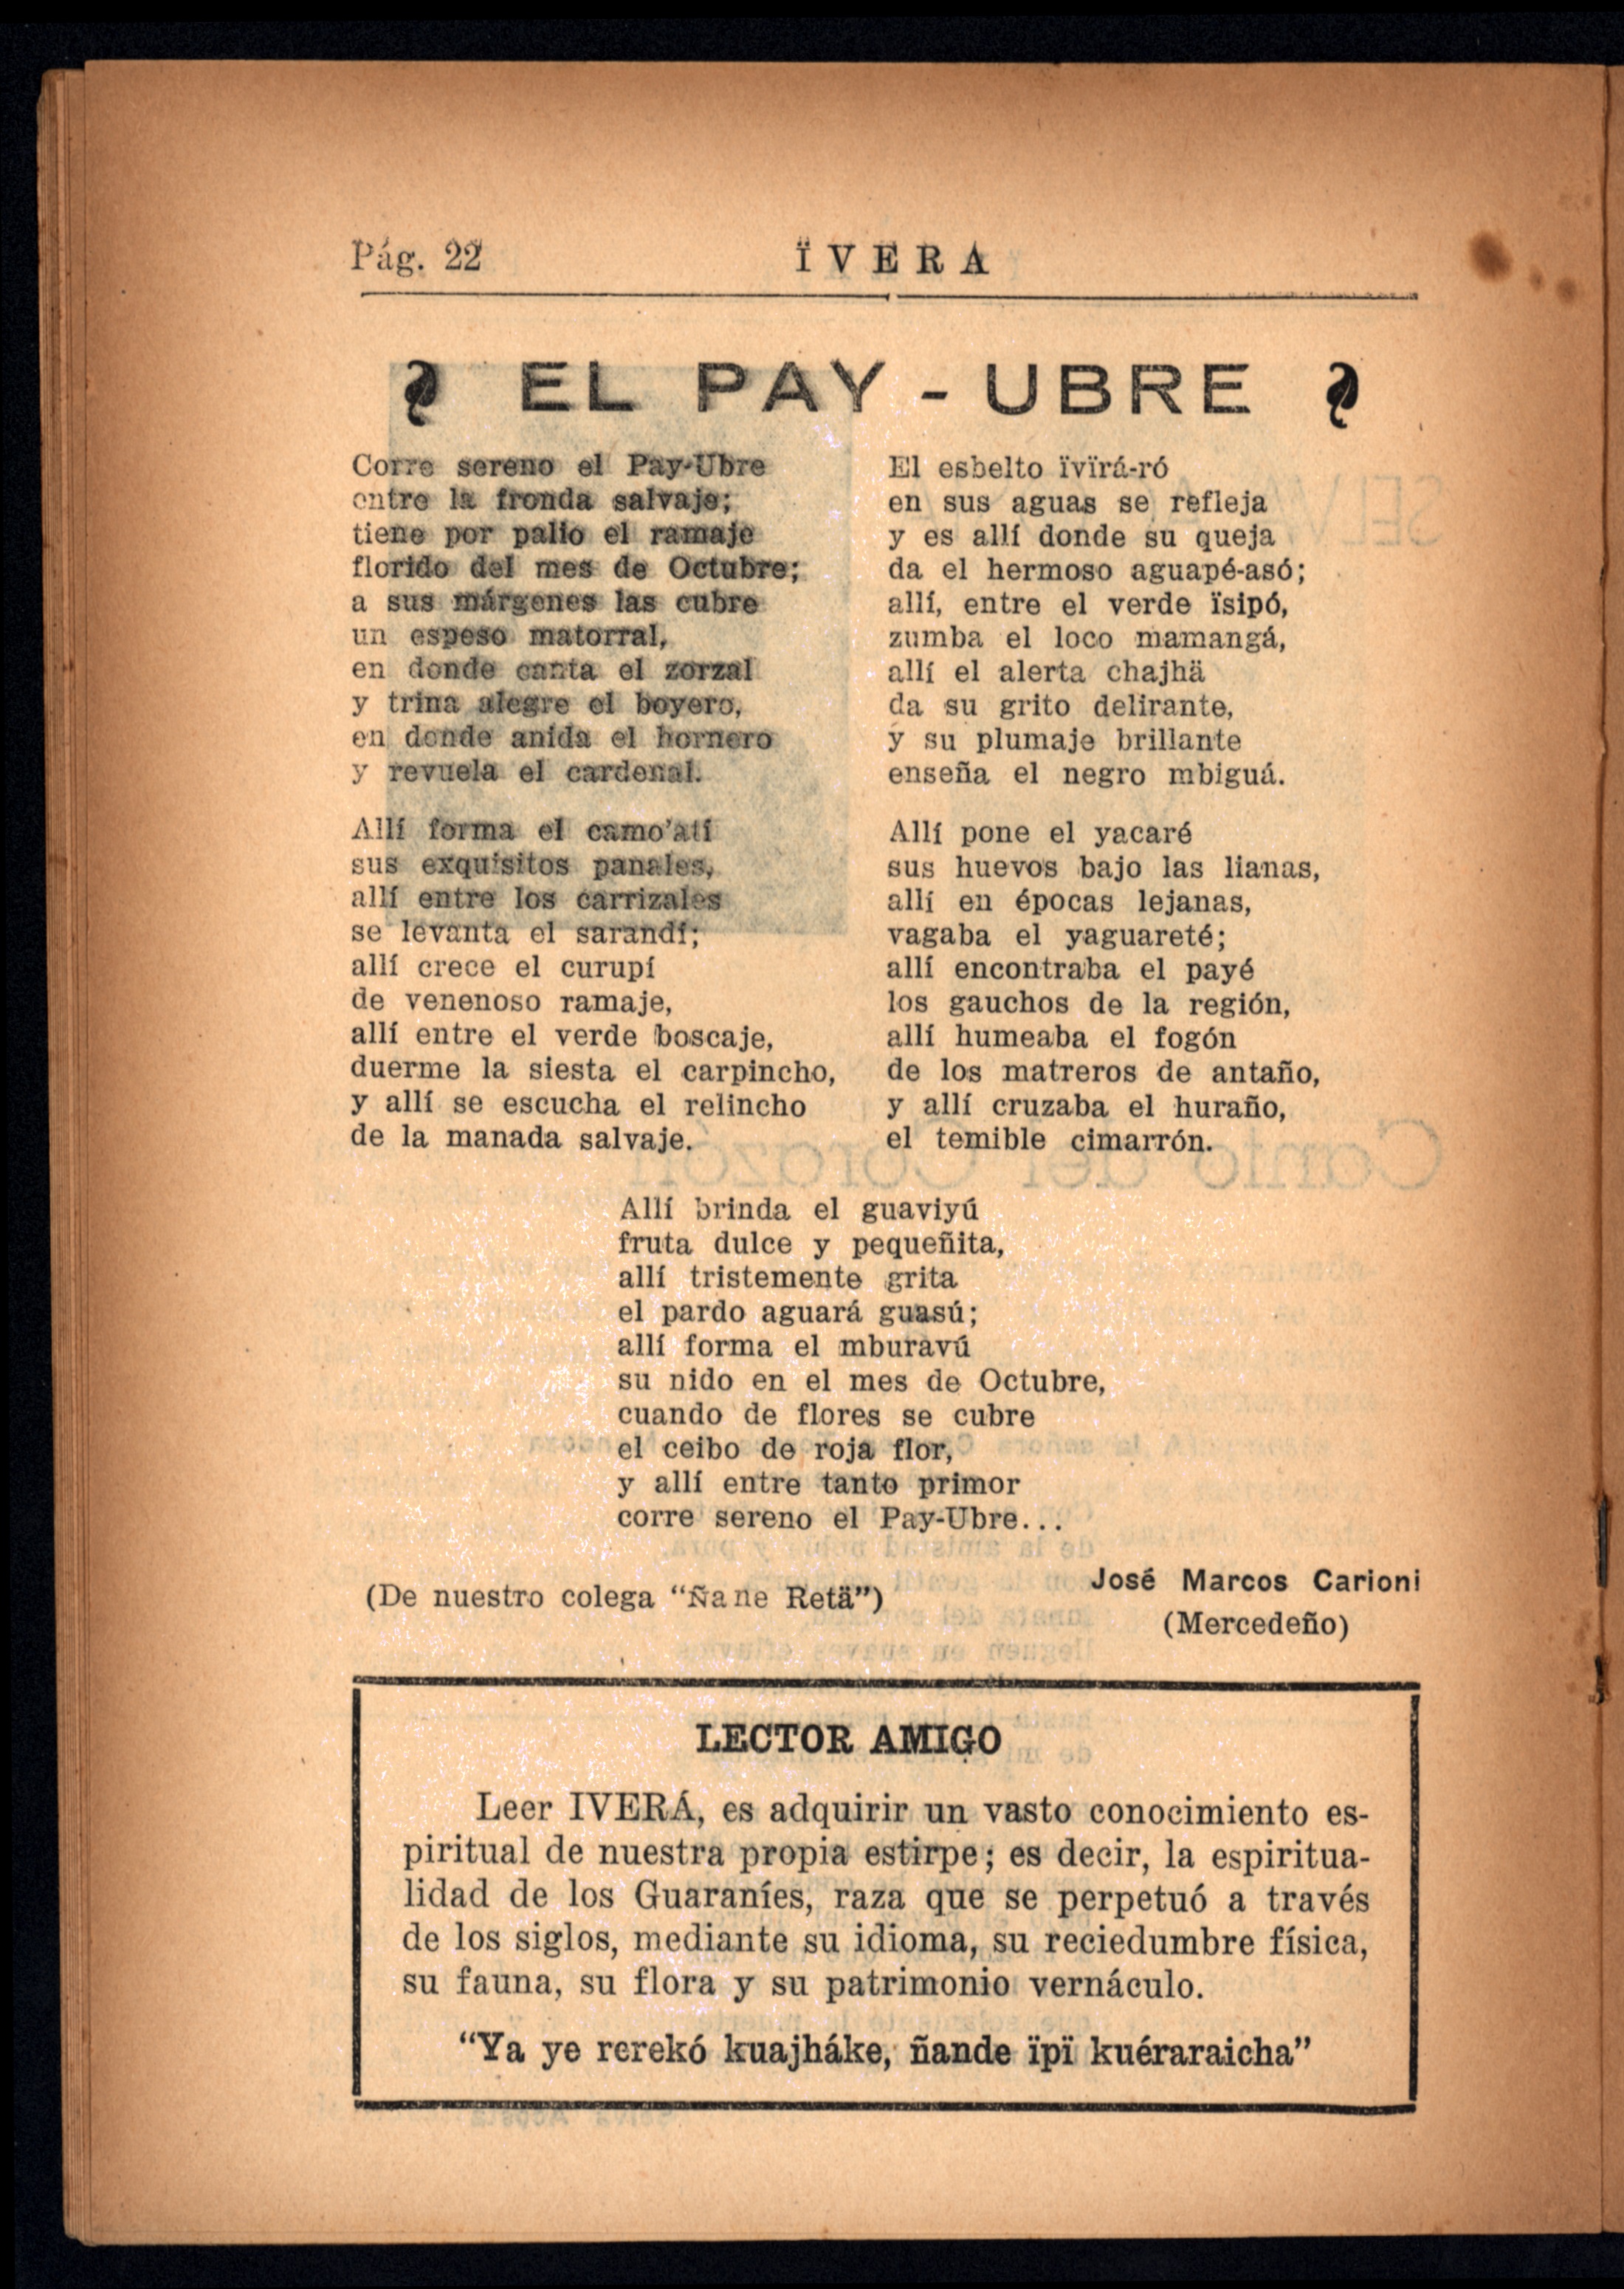 Pág. 22
ÏVERA
EL PAY - UBRE
Corre sereno el Pay-Ubre
entre la fronda salvaje;
tiene por palio el ramaje
florido del mes de Octubre;
a sus márgenes las cubre
un espeso matorral,
en donde canta el zorzal
y trina alegre el boyero,
en donde anida el hornero
y revuela el cardenal.
Allí forma el camo'atí
sus exquisitos panales,
allí entre los carrizales
se levanta el sarandí;
allí crece el curupí
de venenoso ramaje,
allí entre el verde boscaje,
duerme la siesta el carpincho,
y allí se escucha el relincho
de la manada salvaje.
El esbelto ïvïrá-ró
en sus aguas se refleja
y es allí donde su queja
da el hermoso aguapé-asó;
allí, entre el verde ïsipó,
zumba el loco mamangá,
allí el alerta chajhä
da su grito delirante,
y su plumaje brillante
enseña el negro mbiguá.
Allí pone el yacaré
sus huevos bajo las lianas,
allí en épocas lejanas,
vagaba el yaguareté;
allí encontraba el payé
los gauchos de la región,
allí humeaba el fogón
de los matreros de antaño,
y allí cruzaba el huraño,
el temible cimarrón.
Allí brinda el guaviyú
fruta dulce y pequeñita,
allí tristemente grita
el pardo aguará guasú;
allí forma el mburavú
su nido en el mes de Octubre,
cuando de flores se cubre
el ceibo de roja flor,
y allí entre tanto primor
corre sereno el Pay-Ubre...
José Marcos Carioni
(De nuestro colega “Ñane Retä”)
(Mercedeño)
LECTOR AMIGO
Leer IVERÁ, es adquirir un vasto conocimiento es-
piritual de nuestra propia estirpe; es decir, la espiritua-
lidad de los Guaraníes, raza que se perpetuó a través
de los siglos, mediante su idioma, su reciedumbre física,
su fauna, su flora y su patrimonio vernáculo.
“Ya ye rerekó kuajháke, ñande ïpï kuéraraicha”